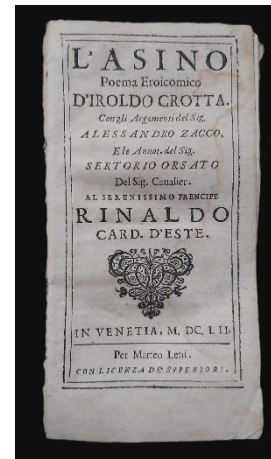 L'ASINO
Poema Eroicomico
D'IROLDO CROTTA.
Con gli Argomenti del Sig.
ALESSANDRO ZACCO,
E le Annot. del Sig.
SERTORIO ORSATO
Del Sig. Caualier.
AL SERENISSIMO PRENCIPE
RINALDO
CARD. D'ESTE.
IN VENETIA, M. DC. LII.
Per Matteo Leni.
CON LICENZA DE' SVPERIORI.